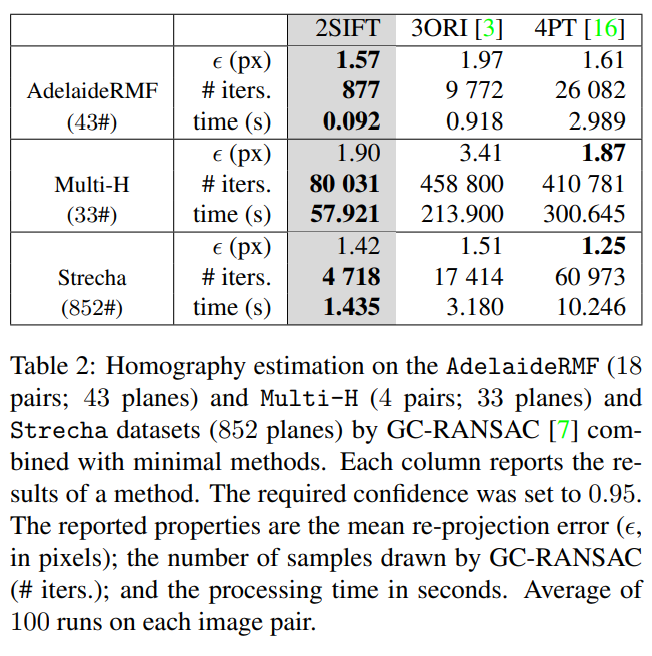 2SIFT 3ORI [3] 4PT [16]
ϵ (px) 1.57 1.97 1.61
AdelaideRMF # iters. 877 9 772 26 082
(43#) time (s) 0.092 0.918 2.989
ϵ (px) 1.90 3.41 1.87
Multi-H # iters. 80 031 458 800 410 781
(33#) time (s) 57.921 213.900 300.645
ϵ (px) 1.42 1.51 1.25
Strecha # iters. 4 718 17 414 60 973
(852#) time (s) 1.435 3.180 10.246
Table 2: Homography estimation on the AdelaideRMF (18
pairs; 43 planes) and Multi-H (4 pairs; 33 planes) and
Strecha datasets (852 planes) by GC-RANSAC [7] com-
bined with minimal methods. Each column reports the re-
sults of a method. The required confidence was set to 0.95.
The reported properties are the mean re-projection error (ϵ,
in pixels); the number of samples drawn by GC-RANSAC
(# iters.); and the processing time in seconds. Average of
100 runs on each image pair.